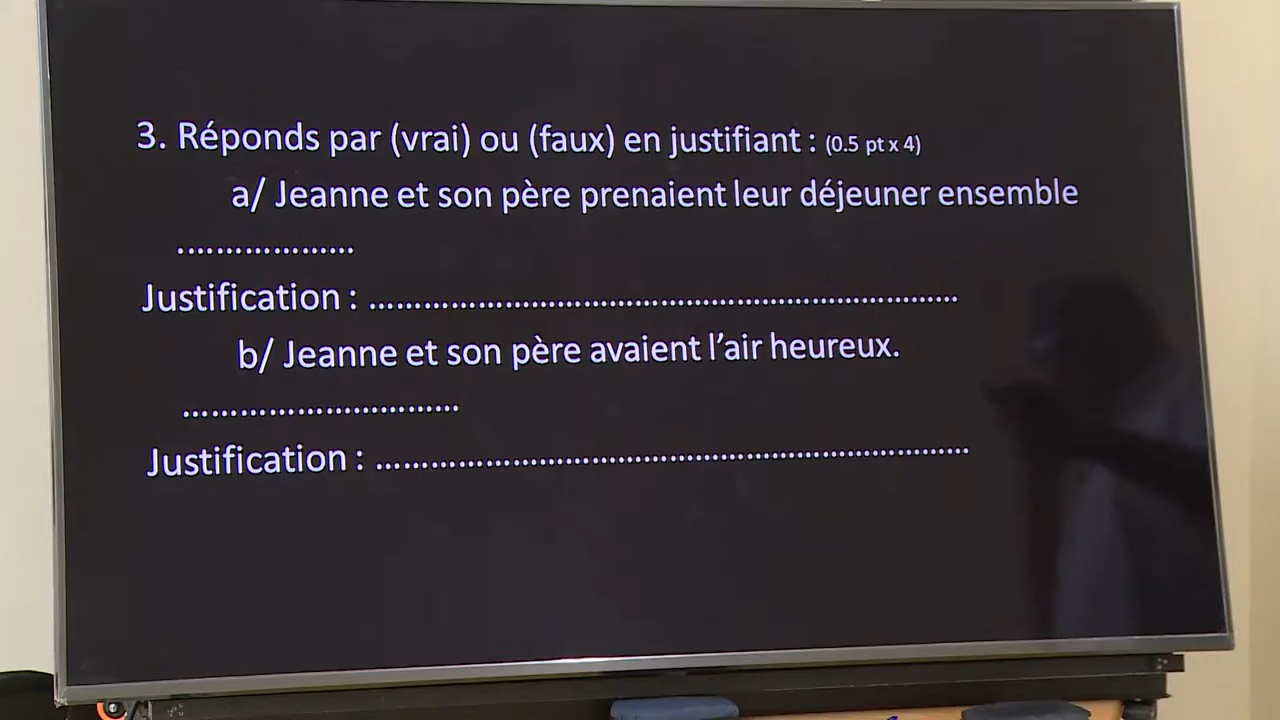 3. Réponds par (vrai) ou (faux) en justifiant : (0.5 pt x 4)
a/ Jeanne et son père prenaient leur déjeuner ensemble
..................
Justification : .................................................................
b/ Jeanne et son père avaient l’air heureux.
..............................
Justification : .................................................................